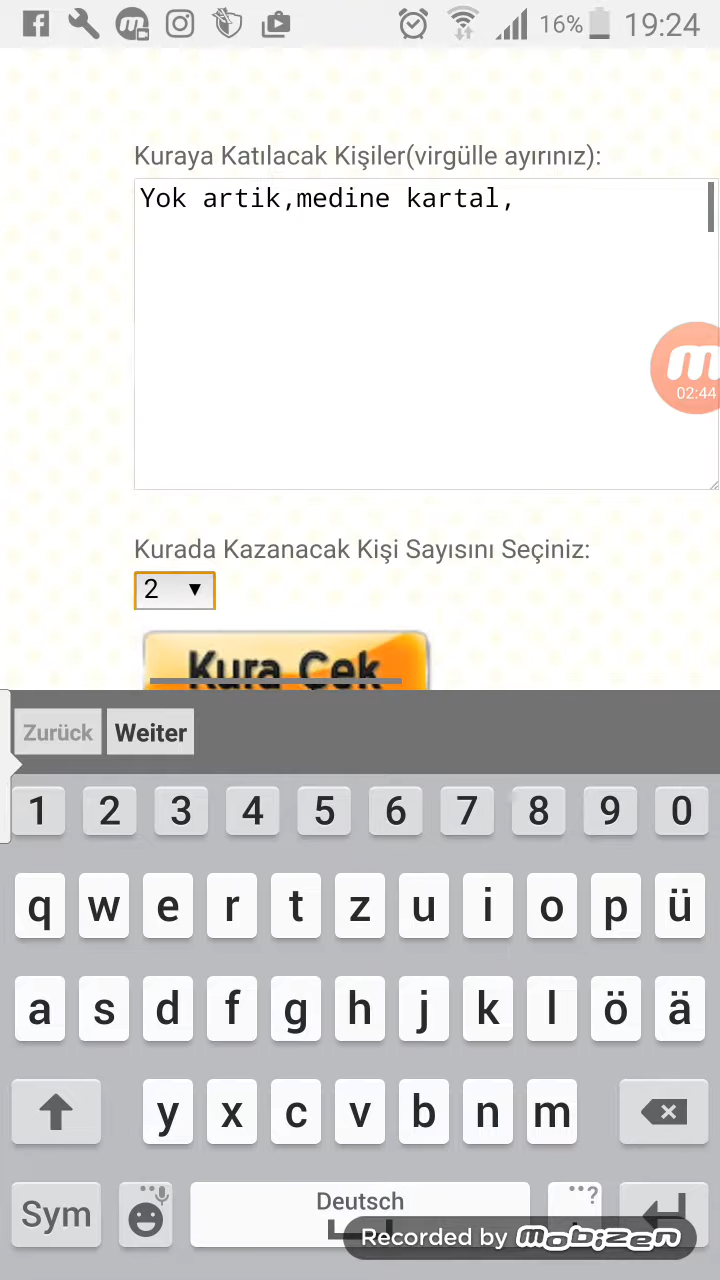 16% 19:24
Kuraya Katılacak Kişiler(virgülle ayırınız):
Yok artik,medine kartal,
02:44
Kurada Kazanacak Kişi Sayısını Seçiniz:
2
Kura Çek
Zurück Weiter
1 2 3 4 5 6 7 8 9 0
q w e r t z u i o p ü
a s d f g h j k l ö ä
y x c v b n m
Sym Deutsch ?
Recorded by mobizen